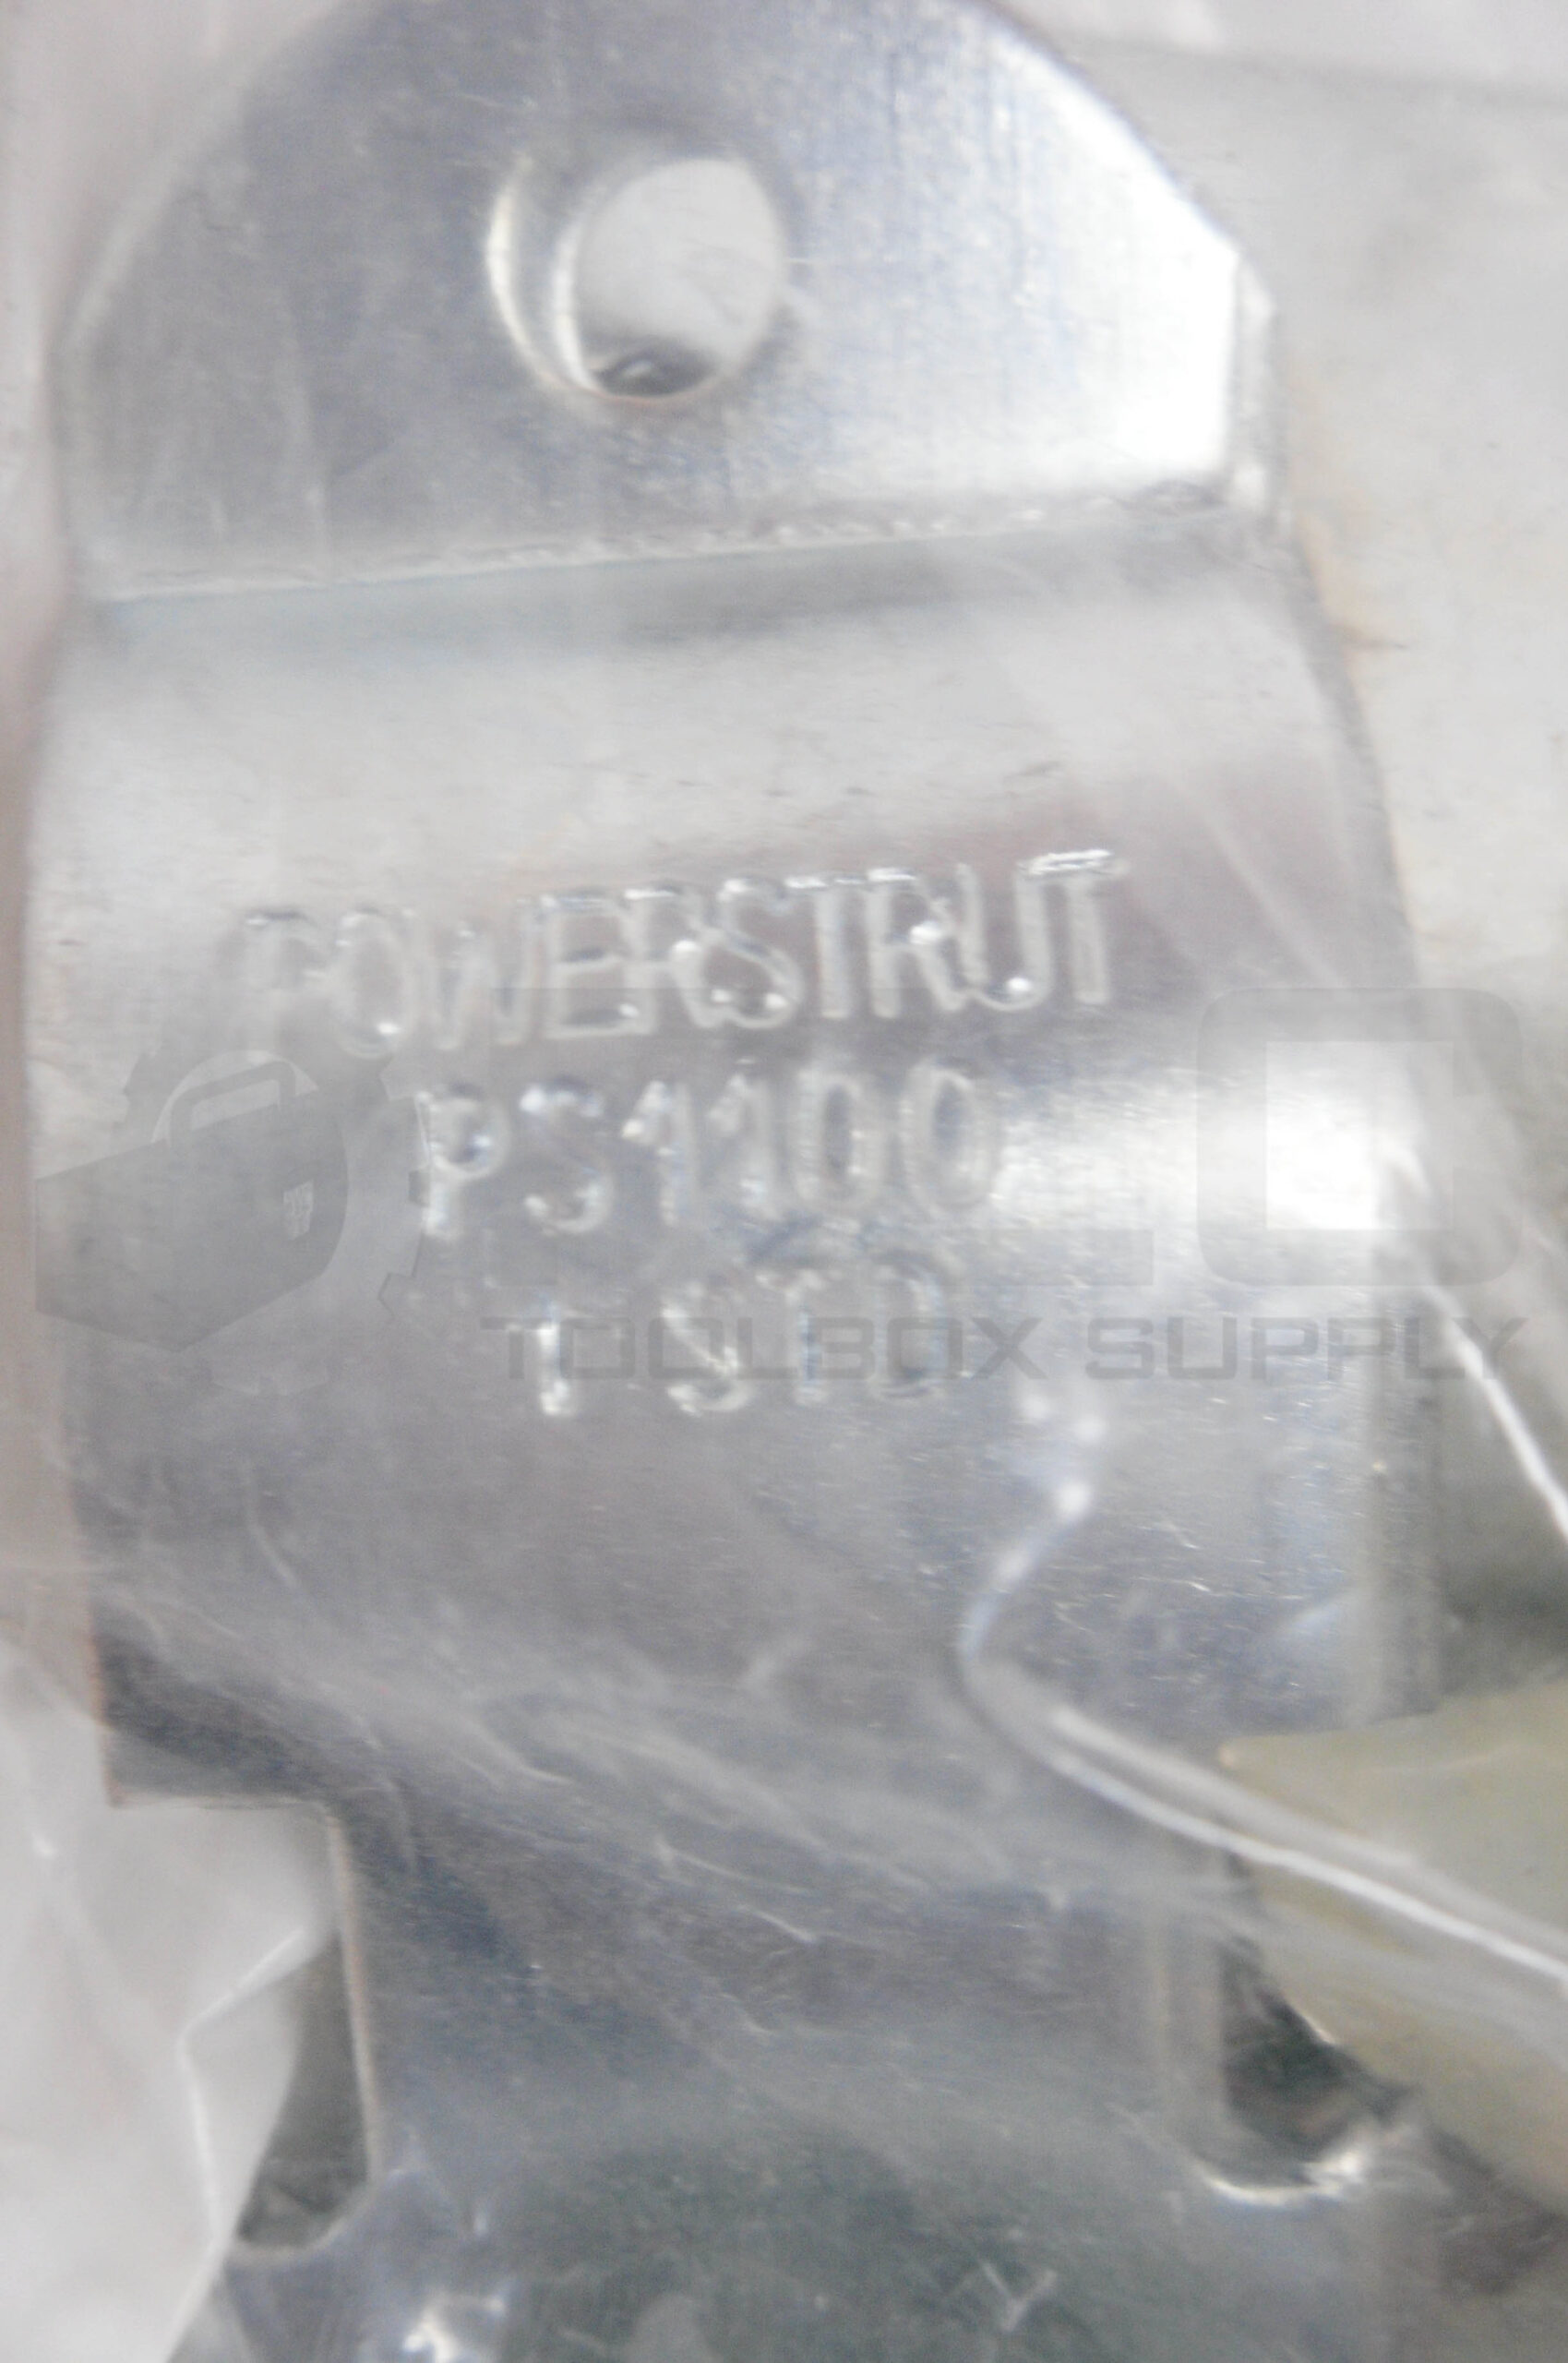 POWERSTRUT
PS1100
1 STD
TOOLBOX SUPPLY